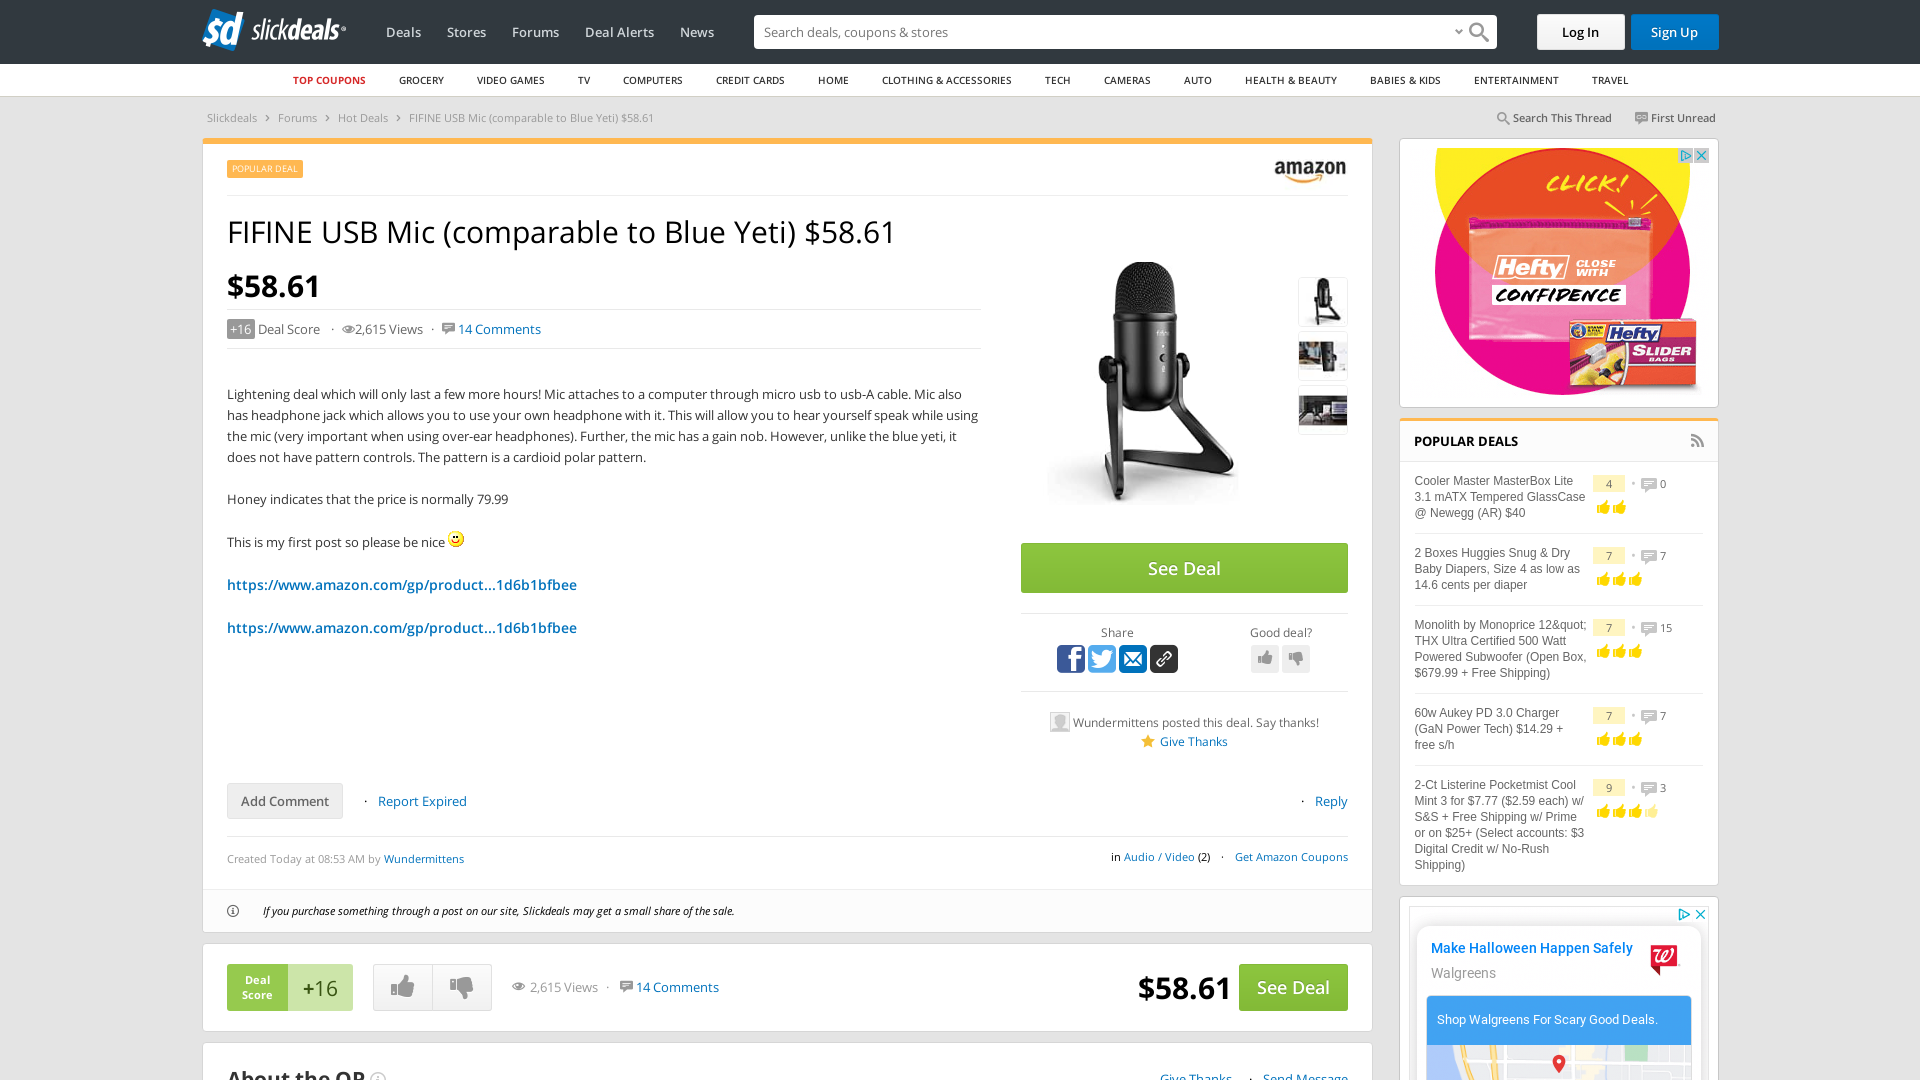 slickdeals
Deals
Stores
Forums
Deal Alerts
News
Search deals, coupons & stores
Log In
Sign Up
TOP COUPONS
GROCERY
VIDEO GAMES
TV
COMPUTERS
CREDIT CARDS
HOME
CLOTHING & ACCESSORIES
TECH
CAMERAS
AUTO
HEALTH & BEAUTY
BABIES & KIDS
ENTERTAINMENT
TRAVEL
Slickdeals › Forums › Hot Deals › FIFINE USB Mic (comparable to Blue Yeti) $58.61
Search This Thread
First Unread
POPULAR DEAL
amazon
FIFINE USB Mic (comparable to Blue Yeti) $58.61
$58.61
+16 Deal Score · 2,615 Views · 14 Comments
Lightening deal which will only last a few more hours! Mic attaches to a computer through micro usb to usb-A cable. Mic also
has headphone jack which allows you to use your own headphone with it. This will allow you to hear yourself speak while using
the mic (very important when using over-ear headphones). Further, the mic has a gain nob. However, unlike the blue yeti, it
does not have pattern controls. The pattern is a cardioid polar pattern.
Honey indicates that the price is normally 79.99
This is my first post so please be nice
https://www.amazon.com/gp/product...1d6b1bfbee
https://www.amazon.com/gp/product...1d6b1bfbee
See Deal
Share
Good deal?
Wundermittens posted this deal. Say thanks!
Give Thanks
Add Comment
· Report Expired
· Reply
Created Today at 08:53 AM by Wundermittens
in Audio / Video (2) · Get Amazon Coupons
If you purchase something through a post on our site, Slickdeals may get a small share of the sale.
Deal
Score
+16
2,615 Views · 14 Comments
$58.61
See Deal
About the OP
Give Thanks · Send Message
CLICK!
Hefty
CLOSE
WITH
CONFIDENCE
Hefty
SLIDER
BAGS
POPULAR DEALS
Cooler Master MasterBox Lite
3.1 mATX Tempered GlassCase
@ Newegg (AR) $40
4 • 0
2 Boxes Huggies Snug & Dry
Baby Diapers, Size 4 as low as
14.6 cents per diaper
7 • 7
Monolith by Monoprice 12&quot;
THX Ultra Certified 500 Watt
Powered Subwoofer (Open Box,
$679.99 + Free Shipping)
7 • 15
60w Aukey PD 3.0 Charger
(GaN Power Tech) $14.29 +
free s/h
7 • 7
2-Ct Listerine Pocketmist Cool
Mint 3 for $7.77 ($2.59 each) w/
S&S + Free Shipping w/ Prime
or on $25+ (Select accounts: $3
Digital Credit w/ No-Rush
Shipping)
9 • 3
Make Halloween Happen Safely
Walgreens
Shop Walgreens For Scary Good Deals.